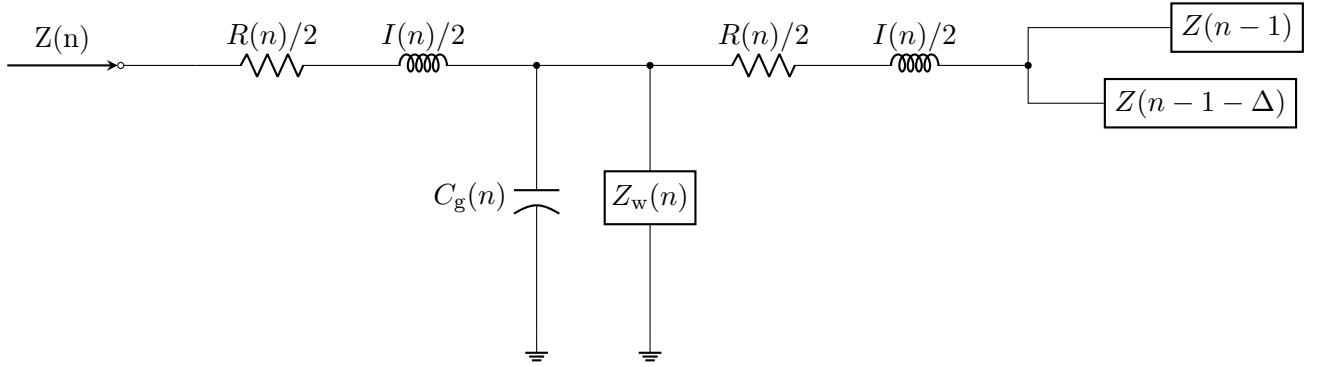 Z(n)
R(n)/2
I(n)/2
R(n)/2
I(n)/2
Z(n − 1)
Z(n − 1 − Δ)
C_g(n)
Z_w(n)